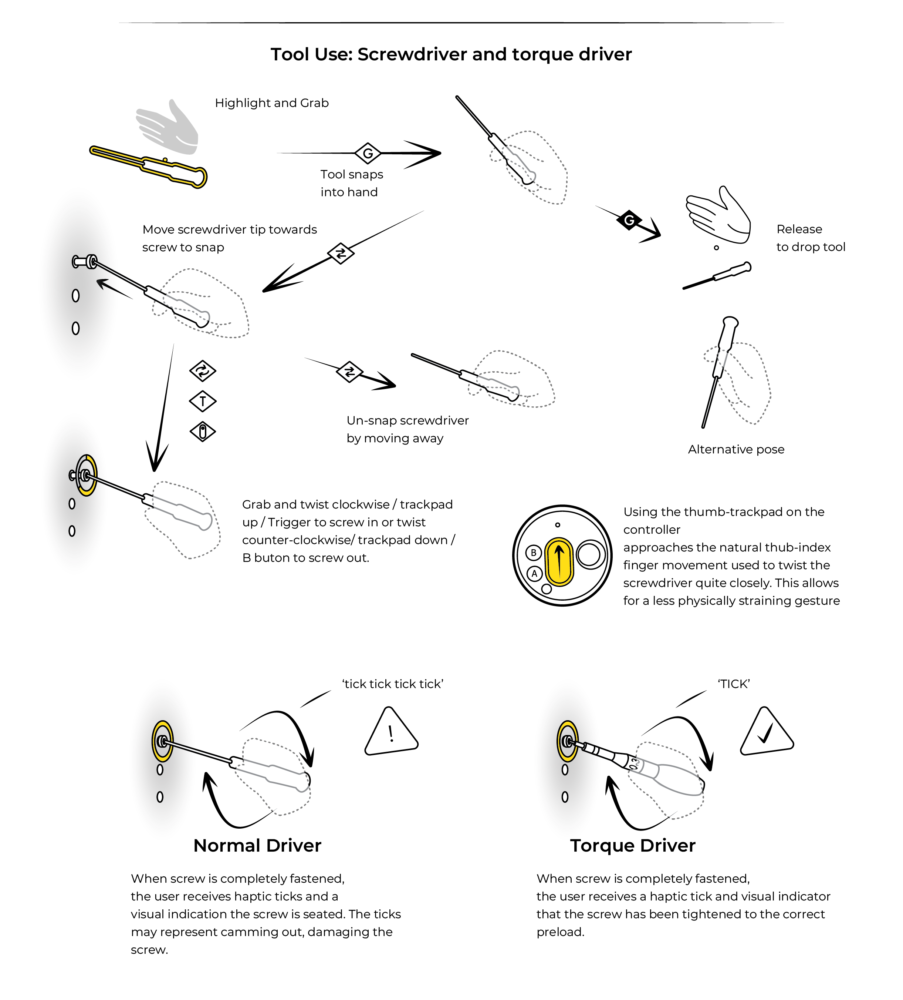 Tool Use: Screwdriver and torque driver
Highlight and Grab
G
Tool snaps
into hand
G
Release
to drop tool
Move screwdriver tip towards
screw to snap
T
Un-snap screwdriver
by moving away
Alternative pose
Grab and twist clockwise / trackpad
up / Trigger to screw in or twist
counter-clockwise/ trackpad down /
B buton to screw out.
B
A
Using the thumb-trackpad on the
controller
approaches the natural thub-index
finger movement used to twist the
screwdriver quite closely. This allows
for a less physically straining gesture
‘tick tick tick tick’
!
‘TICK’
Normal Driver
When screw is completely fastened,
the user receives haptic ticks and a
visual indication the screw is seated. The ticks
may represent camming out, damaging the
screw.
Torque Driver
When screw is completely fastened,
the user receives a haptic tick and visual indicator
that the screw has been tightened to the correct
preload.